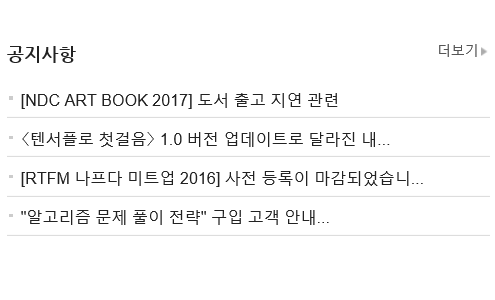 공지사항
더보기
[NDC ART BOOK 2017] 도서 출고 지연 관련
<텐서플로 첫걸음> 1.0 버전 업데이트로 달라진 내...
[RTFM 나프다 미트업 2016] 사전 등록이 마감되었습니...
"알고리즘 문제 풀이 전략" 구입 고객 안내...